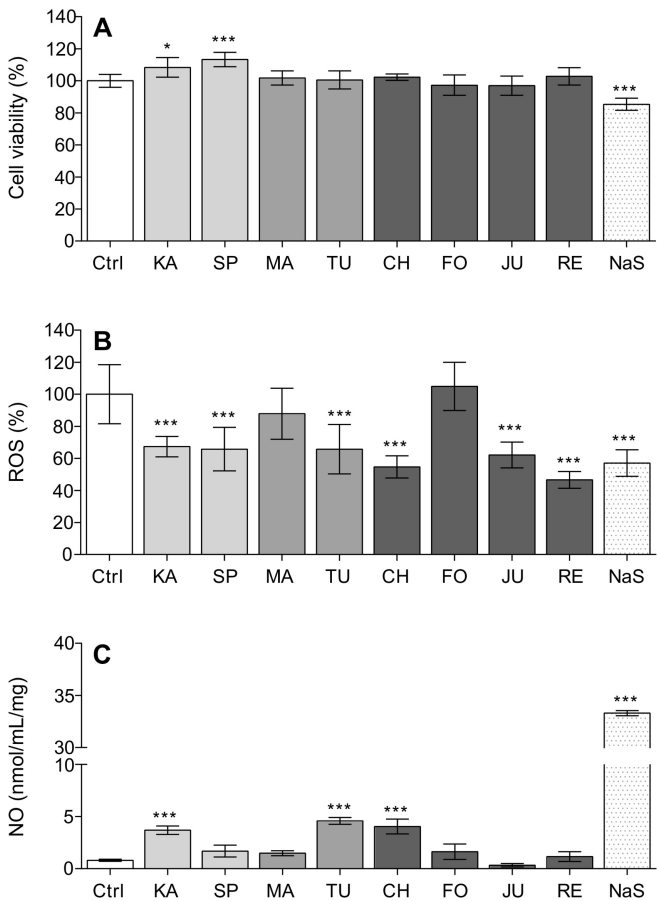 A
Cell viability (%)
140
120
100
80
60
40
20
0
* *** ***
Ctrl KA SP MA TU CH FO JU RE NaS
B
ROS (%)
140
120
100
80
60
40
20
0
*** *** *** *** *** *** ***
Ctrl KA SP MA TU CH FO JU RE NaS
C
NO (nmol/mL/mg)
40
35
30
10
5
0
*** *** *** ***
Ctrl KA SP MA TU CH FO JU RE NaS